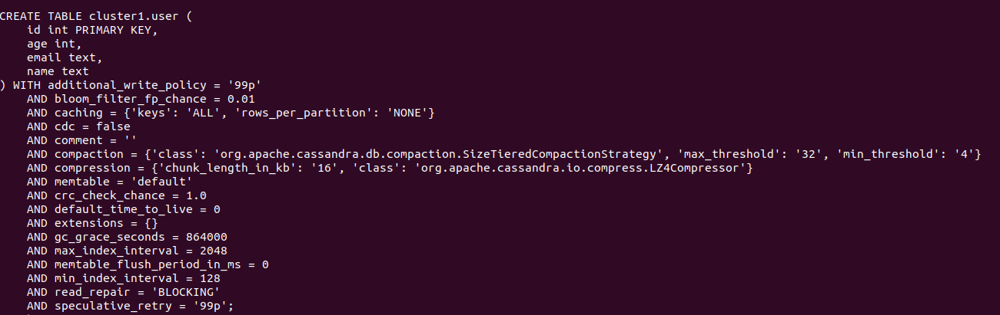 CREATE TABLE cluster1.user (
    id int PRIMARY KEY,
    age int,
    email text,
    name text
) WITH additional_write_policy = '99p'
    AND bloom_filter_fp_chance = 0.01
    AND caching = {'keys': 'ALL', 'rows_per_partition': 'NONE'}
    AND cdc = false
    AND comment = ''
    AND compaction = {'class': 'org.apache.cassandra.db.compaction.SizeTieredCompactionStrategy', 'max_threshold': '32', 'min_threshold': '4'}
    AND compression = {'chunk_length_in_kb': '16', 'class': 'org.apache.cassandra.io.compress.LZ4Compressor'}
    AND memtable = 'default'
    AND crc_check_chance = 1.0
    AND default_time_to_live = 0
    AND extensions = {}
    AND gc_grace_seconds = 864000
    AND max_index_interval = 2048
    AND memtable_flush_period_in_ms = 0
    AND min_index_interval = 128
    AND read_repair = 'BLOCKING'
    AND speculative_retry = '99p';